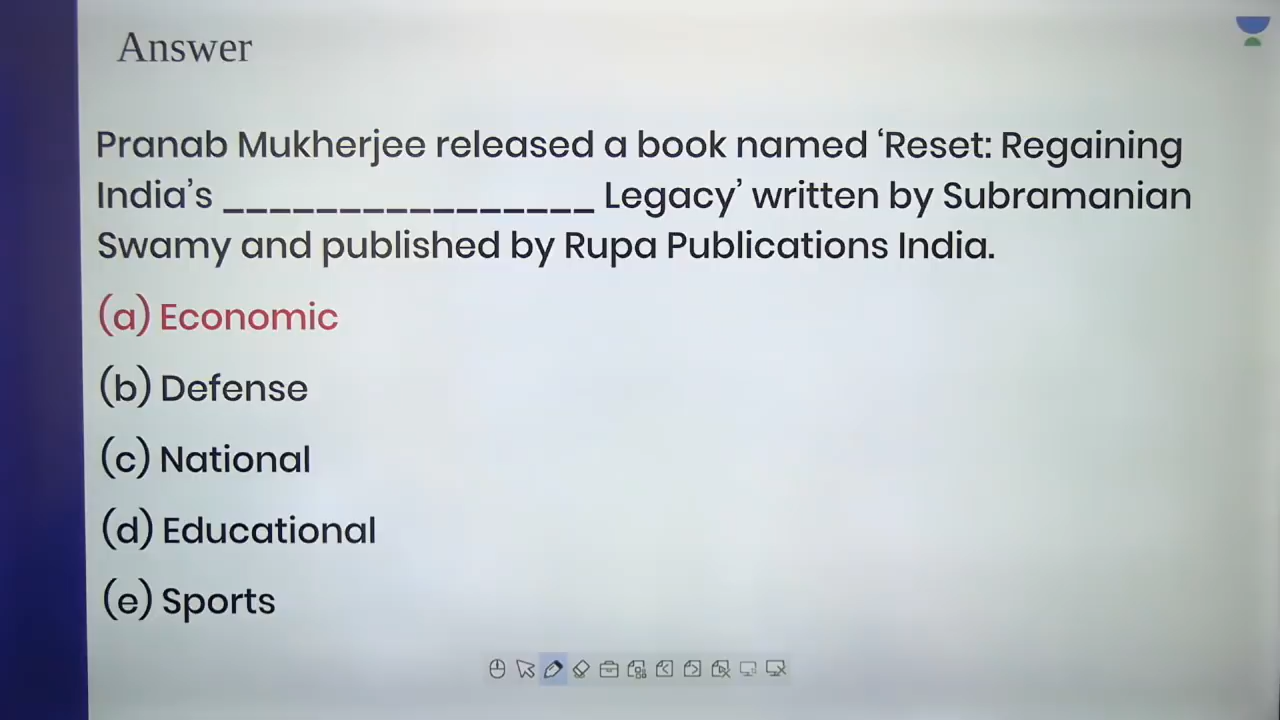 Answer
Pranab Mukherjee released a book named ‘Reset: Regaining
India’s ________________ Legacy’ written by Subramanian
Swamy and published by Rupa Publications India.
(a) Economic
(b) Defense
(c) National
(d) Educational
(e) Sports